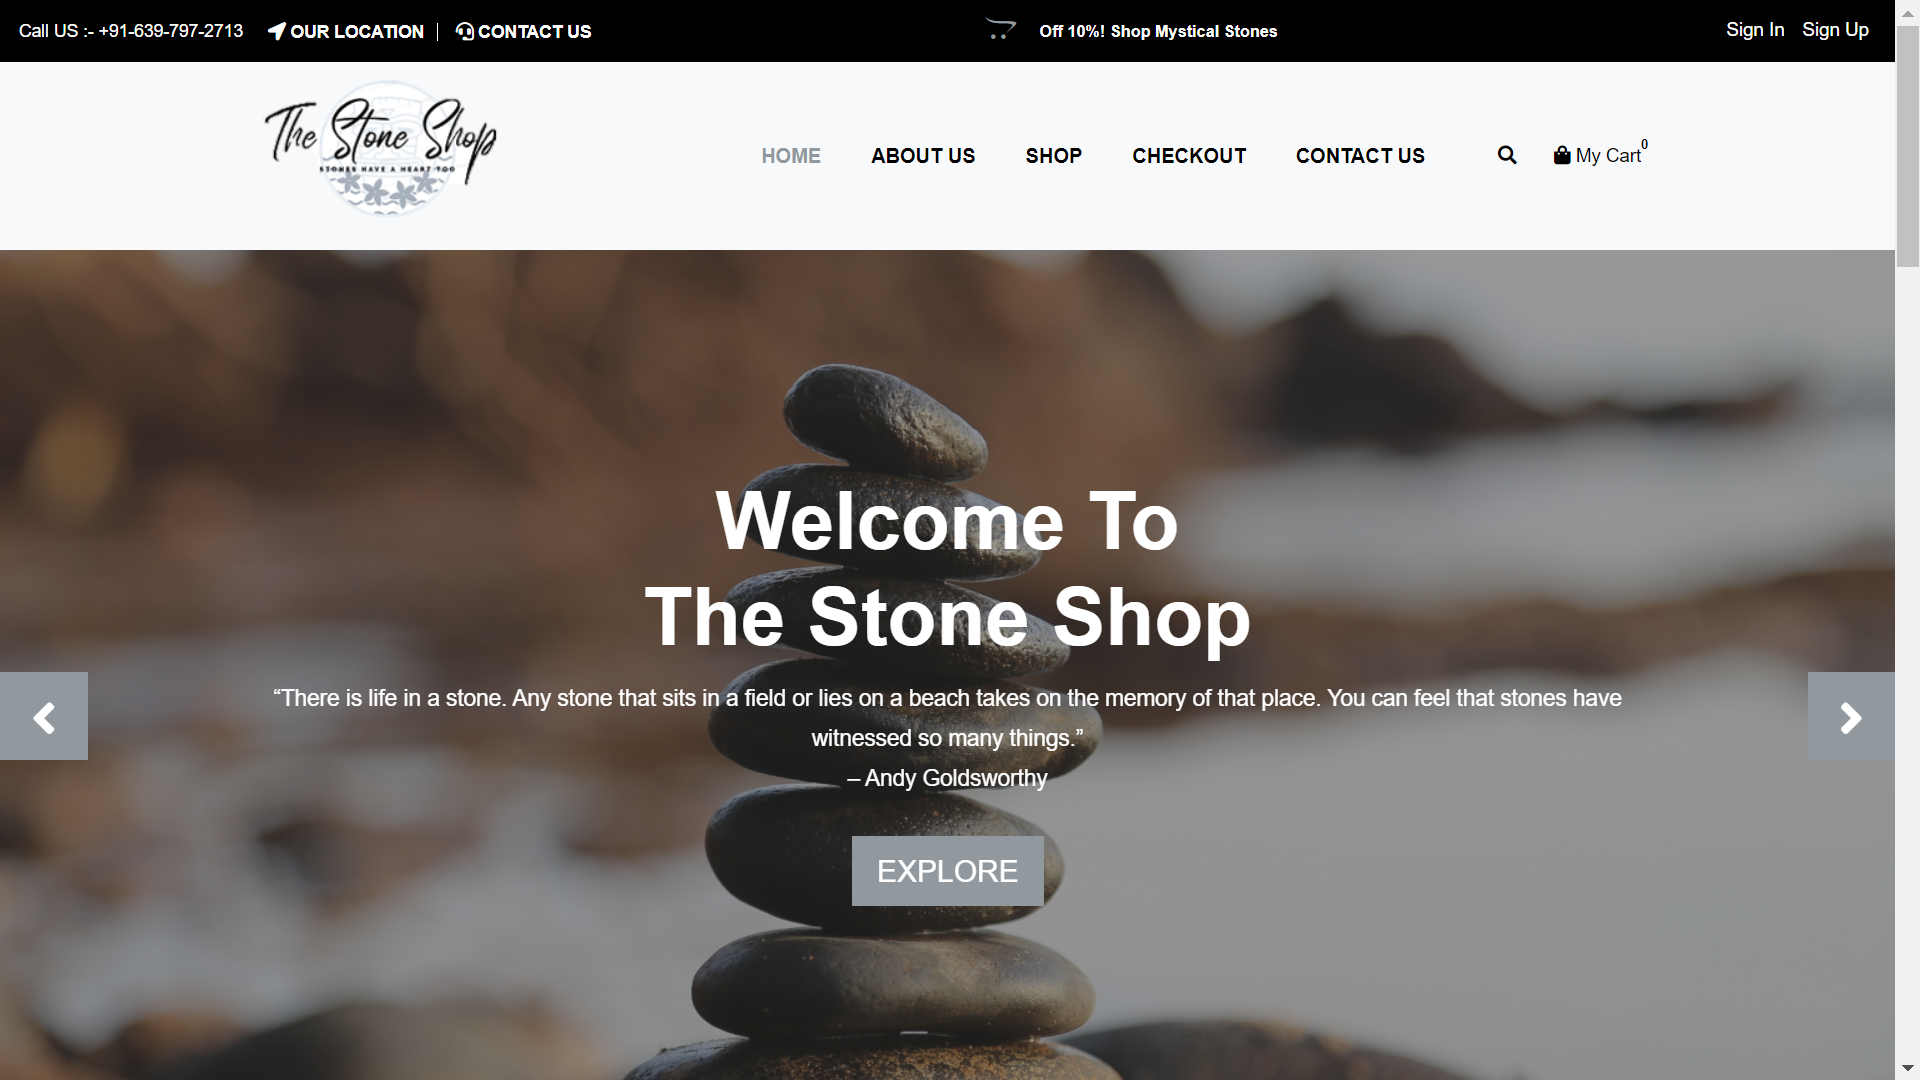 Call US :- +91-639-797-2713 OUR LOCATION CONTACT US Off 10%! Shop Mystical Stones Sign In Sign Up
The Stone Shop
STONES HAVE A HEART TOO
HOME ABOUT US SHOP CHECKOUT CONTACT US My Cart 0
Welcome To
The Stone Shop
“There is life in a stone. Any stone that sits in a field or lies on a beach takes on the memory of that place. You can feel that stones have
witnessed so many things.”
– Andy Goldsworthy
EXPLORE